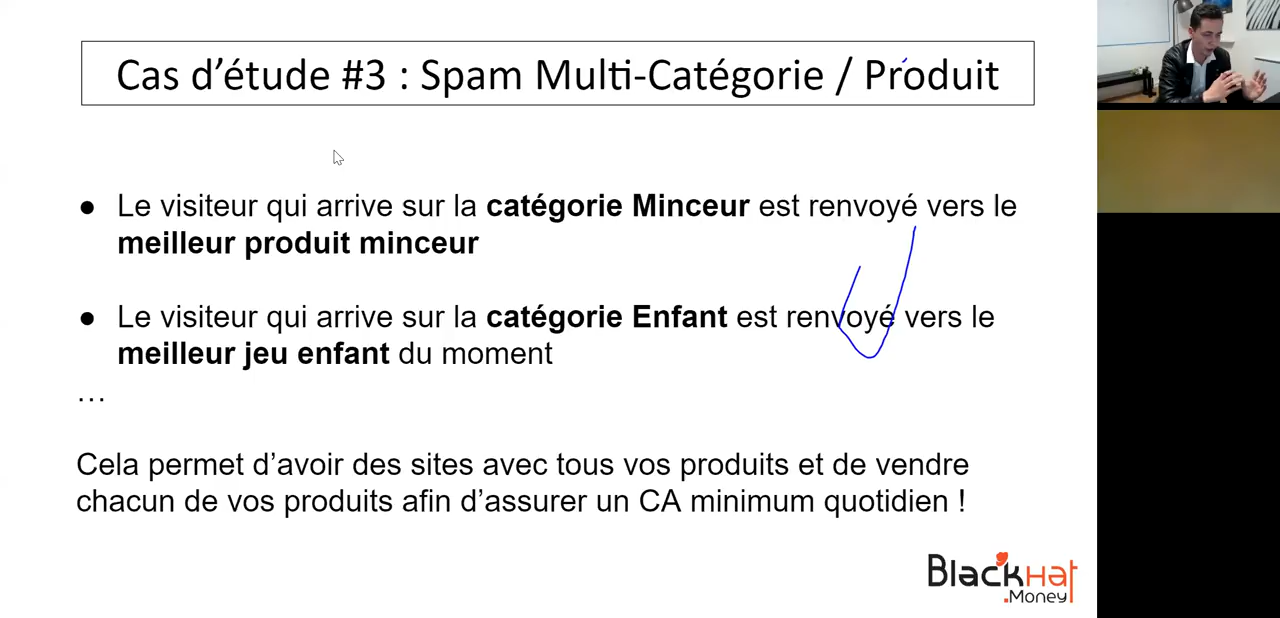 Cas d’étude #3 : Spam Multi-Catégorie / Produit
● Le visiteur qui arrive sur la catégorie Minceur est renvoyé vers le
meilleur produit minceur
● Le visiteur qui arrive sur la catégorie Enfant est renvoyé vers le
meilleur jeu enfant du moment
…
Cela permet d’avoir des sites avec tous vos produits et de vendre
chacun de vos produits afin d’assurer un CA minimum quotidien !
BlackHat
.Money